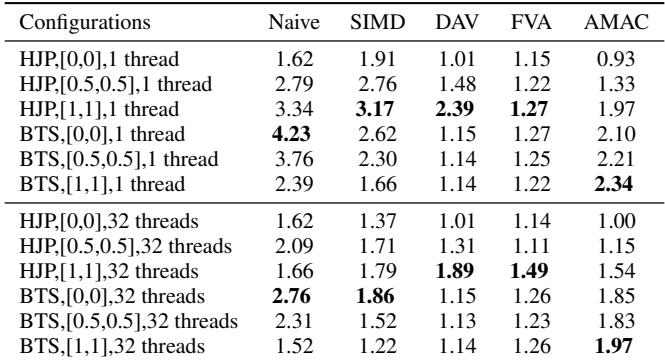 Configurations Naive SIMD DAV FVA AMAC
HJP,[0,0],1 thread 1.62 1.91 1.01 1.15 0.93
HJP,[0.5,0.5],1 thread 2.79 2.76 1.48 1.22 1.33
HJP,[1,1],1 thread 3.34 3.17 2.39 1.27 1.97
BTS,[0,0],1 thread 4.23 2.62 1.15 1.27 2.10
BTS,[0.5,0.5],1 thread 3.76 2.30 1.14 1.25 2.21
BTS,[1,1],1 thread 2.39 1.66 1.14 1.22 2.34
HJP,[0,0],32 threads 1.62 1.37 1.01 1.14 1.00
HJP,[0.5,0.5],32 threads 2.09 1.71 1.31 1.11 1.15
HJP,[1,1],32 threads 1.66 1.79 1.89 1.49 1.54
BTS,[0,0],32 threads 2.76 1.86 1.15 1.26 1.85
BTS,[0.5,0.5],32 threads 2.31 1.52 1.13 1.23 1.83
BTS,[1,1],32 threads 1.52 1.22 1.14 1.26 1.97